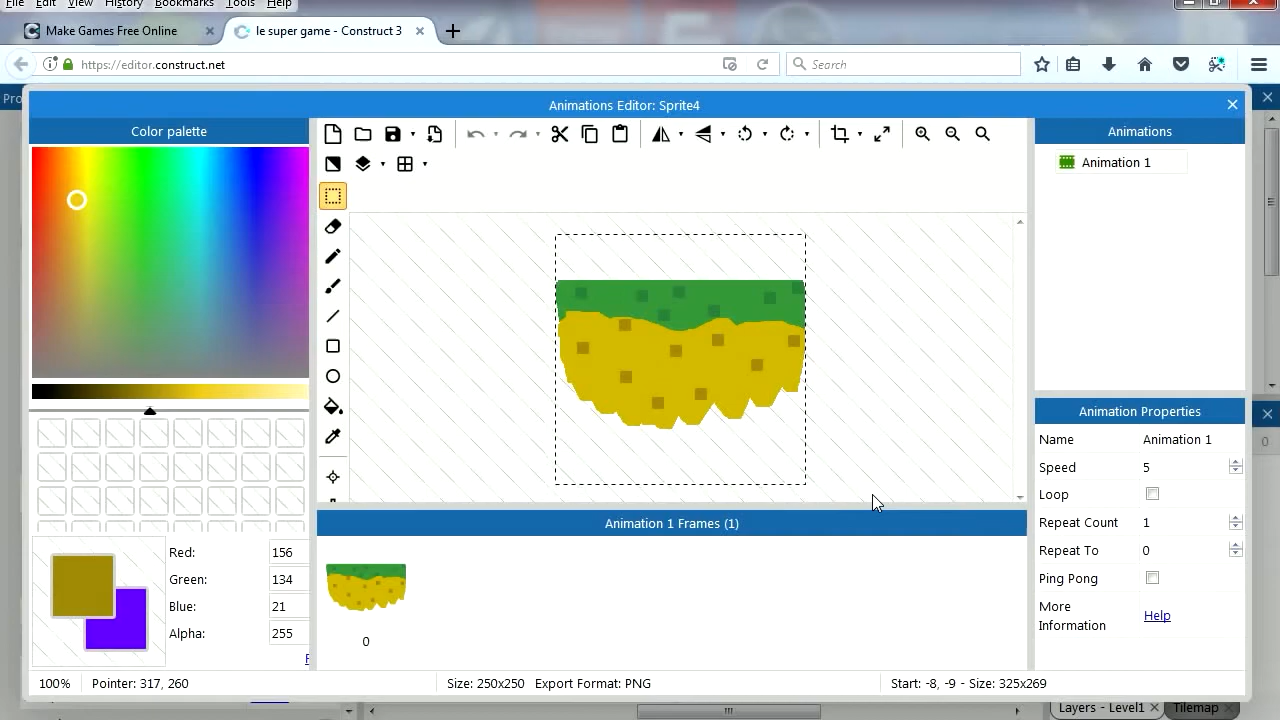 File Edit View History Bookmarks Tools Help
Make Games Free Online
le super game - Construct 3
https://editor.construct.net
Search
Pro
Animations Editor: Sprite4
Color palette
Animations
Animation 1
Animation Properties
Name Animation 1
Speed 5
Loop
Repeat Count 1
Repeat To 0
Ping Pong
More Information Help
Animation 1 Frames (1)
0
Red: 156
Green: 134
Blue: 21
Alpha: 255
100% Pointer: 317, 260 Size: 250x250 Export Format: PNG Start: -8, -9 - Size: 325x269
0
Layers - Level1 Tilemap